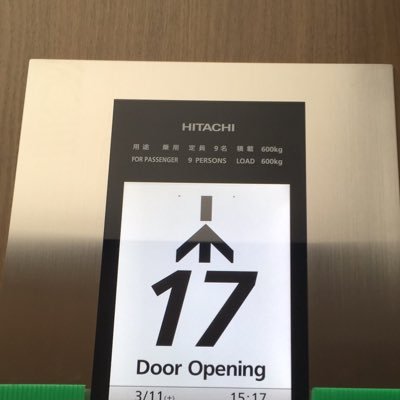 HITACHI
用途 乗用 定員 9名 積載 600kg
FOR PASSENGER 9 PERSONS LOAD 600kg
17
Door Opening
3/11(土) 15:17